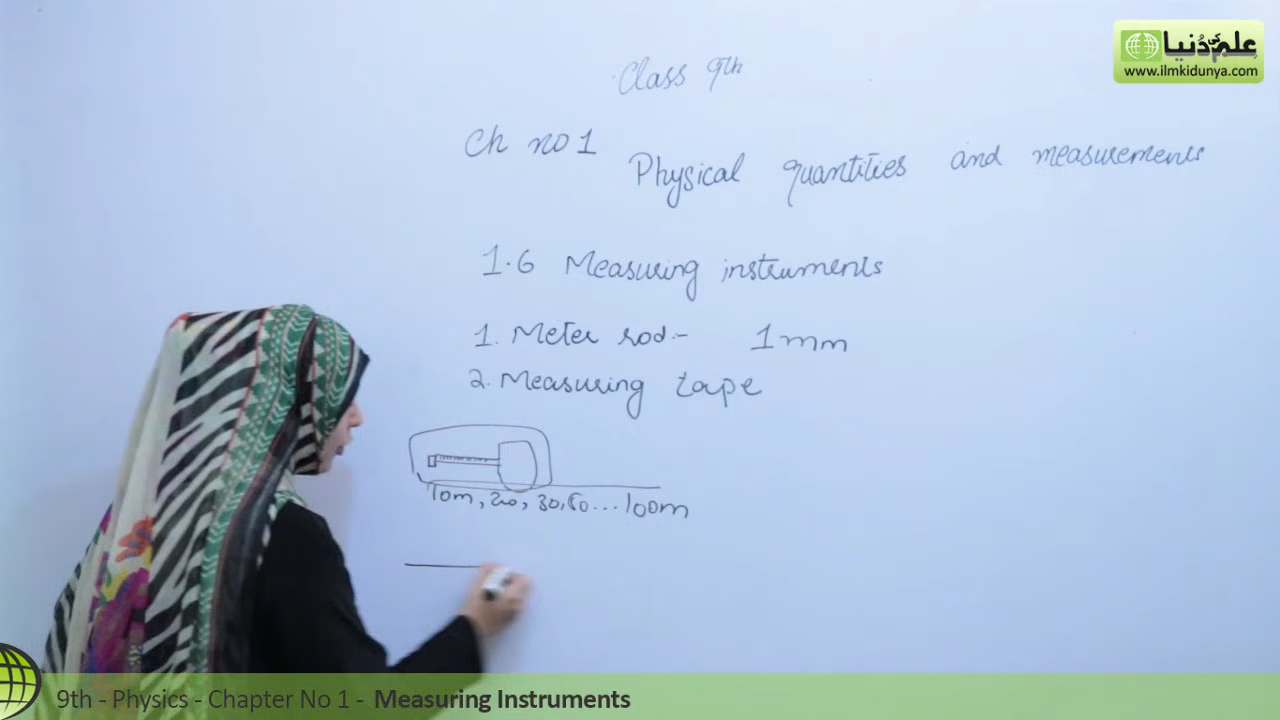 علم کی دُنیا
www.ilmkidunya.com
Class 9th
Ch no 1 Physical quantities and measurements
1.6 Measuring instruments
1. Meter rod:- 1mm
2. Measuring tape
10m, 20, 30, 50...100m
9th - Physics - Chapter No 1 - Measuring Instruments